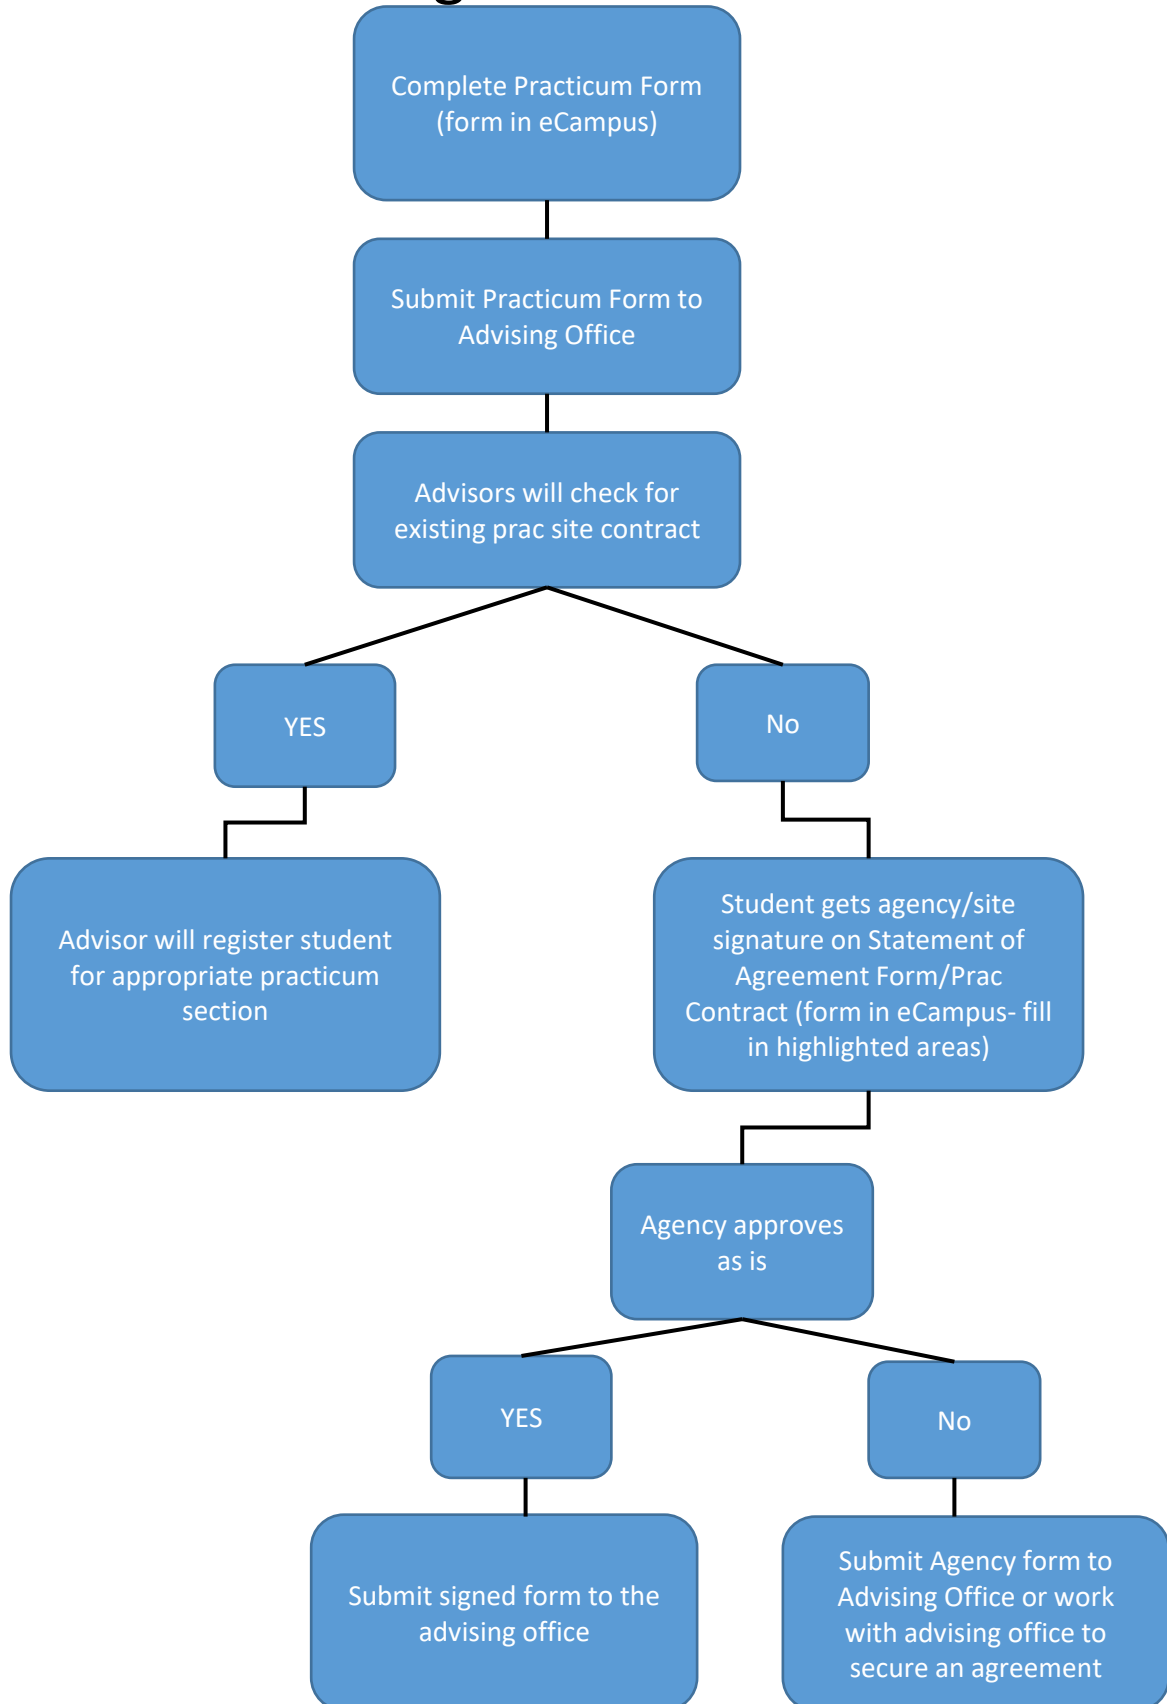 Complete Practicum Form
(form in eCampus)
Submit Practicum Form to
Advising Office
Advisors will check for
existing prac site contract
YES
No
Advisor will register student
for appropriate practicum
section
Student gets agency/site
signature on Statement of
Agreement Form/Prac
Contract (form in eCampus- fill
in highlighted areas)
Agency approves
as is
YES
No
Submit signed form to the
advising office
Submit Agency form to
Advising Office or work
with advising office to
secure an agreement